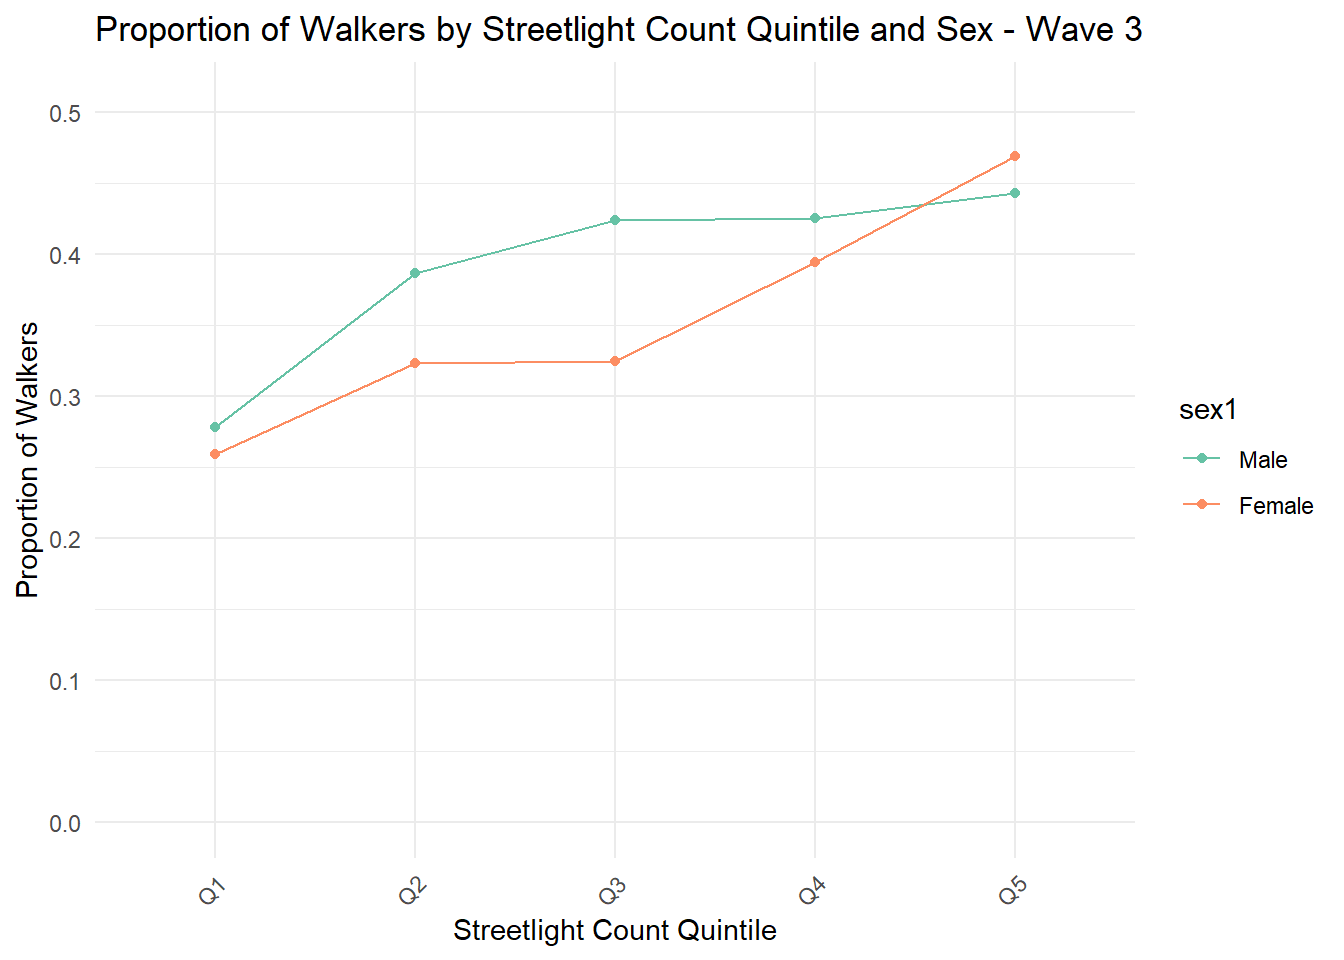 Proportion of Walkers by Streetlight Count Quintile and Sex - Wave 3
Proportion of Walkers
0.5
0.4
0.3
0.2
0.1
0.0
Q1
Q2
Q3
Q4
Q5
Streetlight Count Quintile
sex1
Male
Female